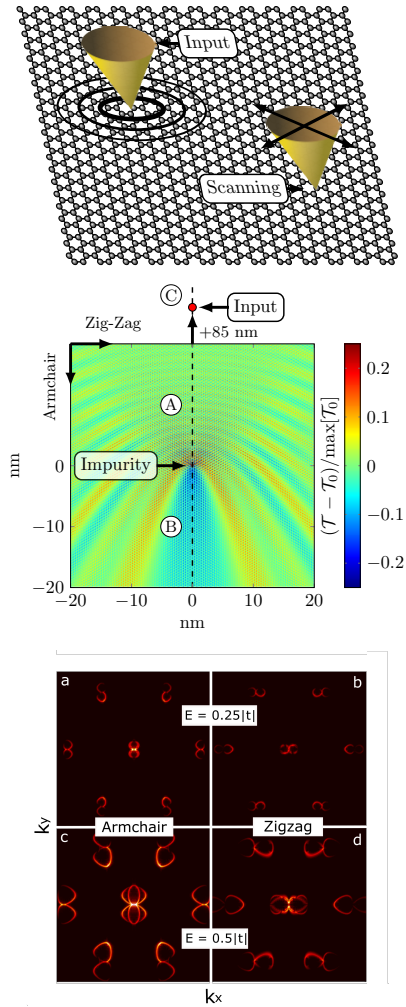 Input
Scanning
C
Input
+85 nm
Zig-Zag
Armchair
A
Impurity
B
nm
20
10
0
−10
−20
−20
−10
0
10
20
nm
0.2
0.1
0
−0.1
−0.2
(𝒯 − 𝒯₀)/max[𝒯₀]
a
b
E = 0.25|t|
Armchair
Zigzag
c
d
E = 0.5|t|
ky
kx